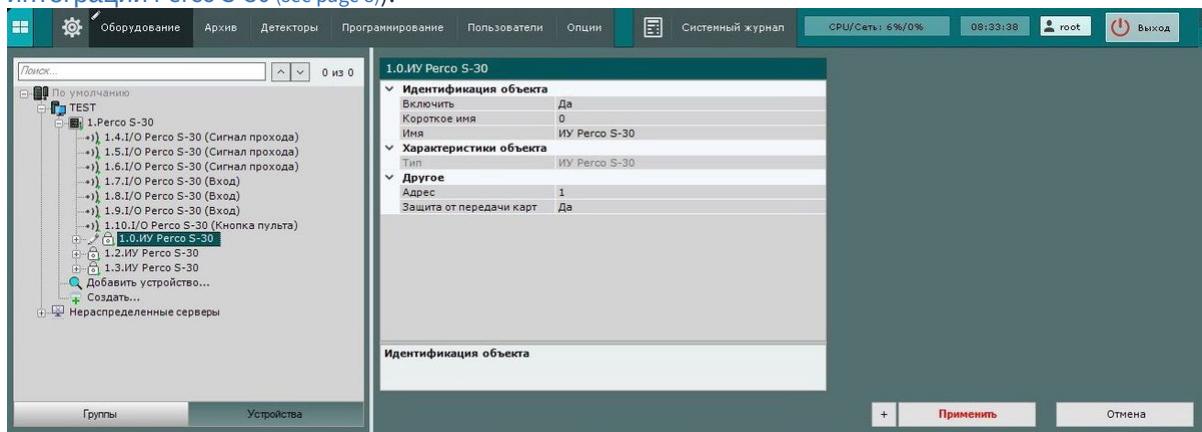 интеграции Perco S-30 (see page 8)).
Оборудование Архив Детекторы Программирование Пользователи Опции Системный журнал CPU/Сеть: 6%/0% 08:33:38 root Выход
Поиск... 0 из 0
По умолчанию
TEST
1.Perco S-30
1.4.I/O Perco S-30 (Сигнал прохода)
1.5.I/O Perco S-30 (Сигнал прохода)
1.6.I/O Perco S-30 (Сигнал прохода)
1.7.I/O Perco S-30 (Вход)
1.8.I/O Perco S-30 (Вход)
1.9.I/O Perco S-30 (Вход)
1.10.I/O Perco S-30 (Кнопка пульта)
1.0.ИУ Perco S-30
1.2.ИУ Perco S-30
1.3.ИУ Perco S-30
Добавить устройство...
Создать...
Нераспределенные серверы
Группы Устройства
1.0.ИУ Perco S-30
Идентификация объекта
Включить Да
Короткое имя 0
Имя ИУ Perco S-30
Характеристики объекта
Тип ИУ Perco S-30
Другое
Адрес 1
Защита от передачи карт Да
Идентификация объекта
+ Применить Отмена